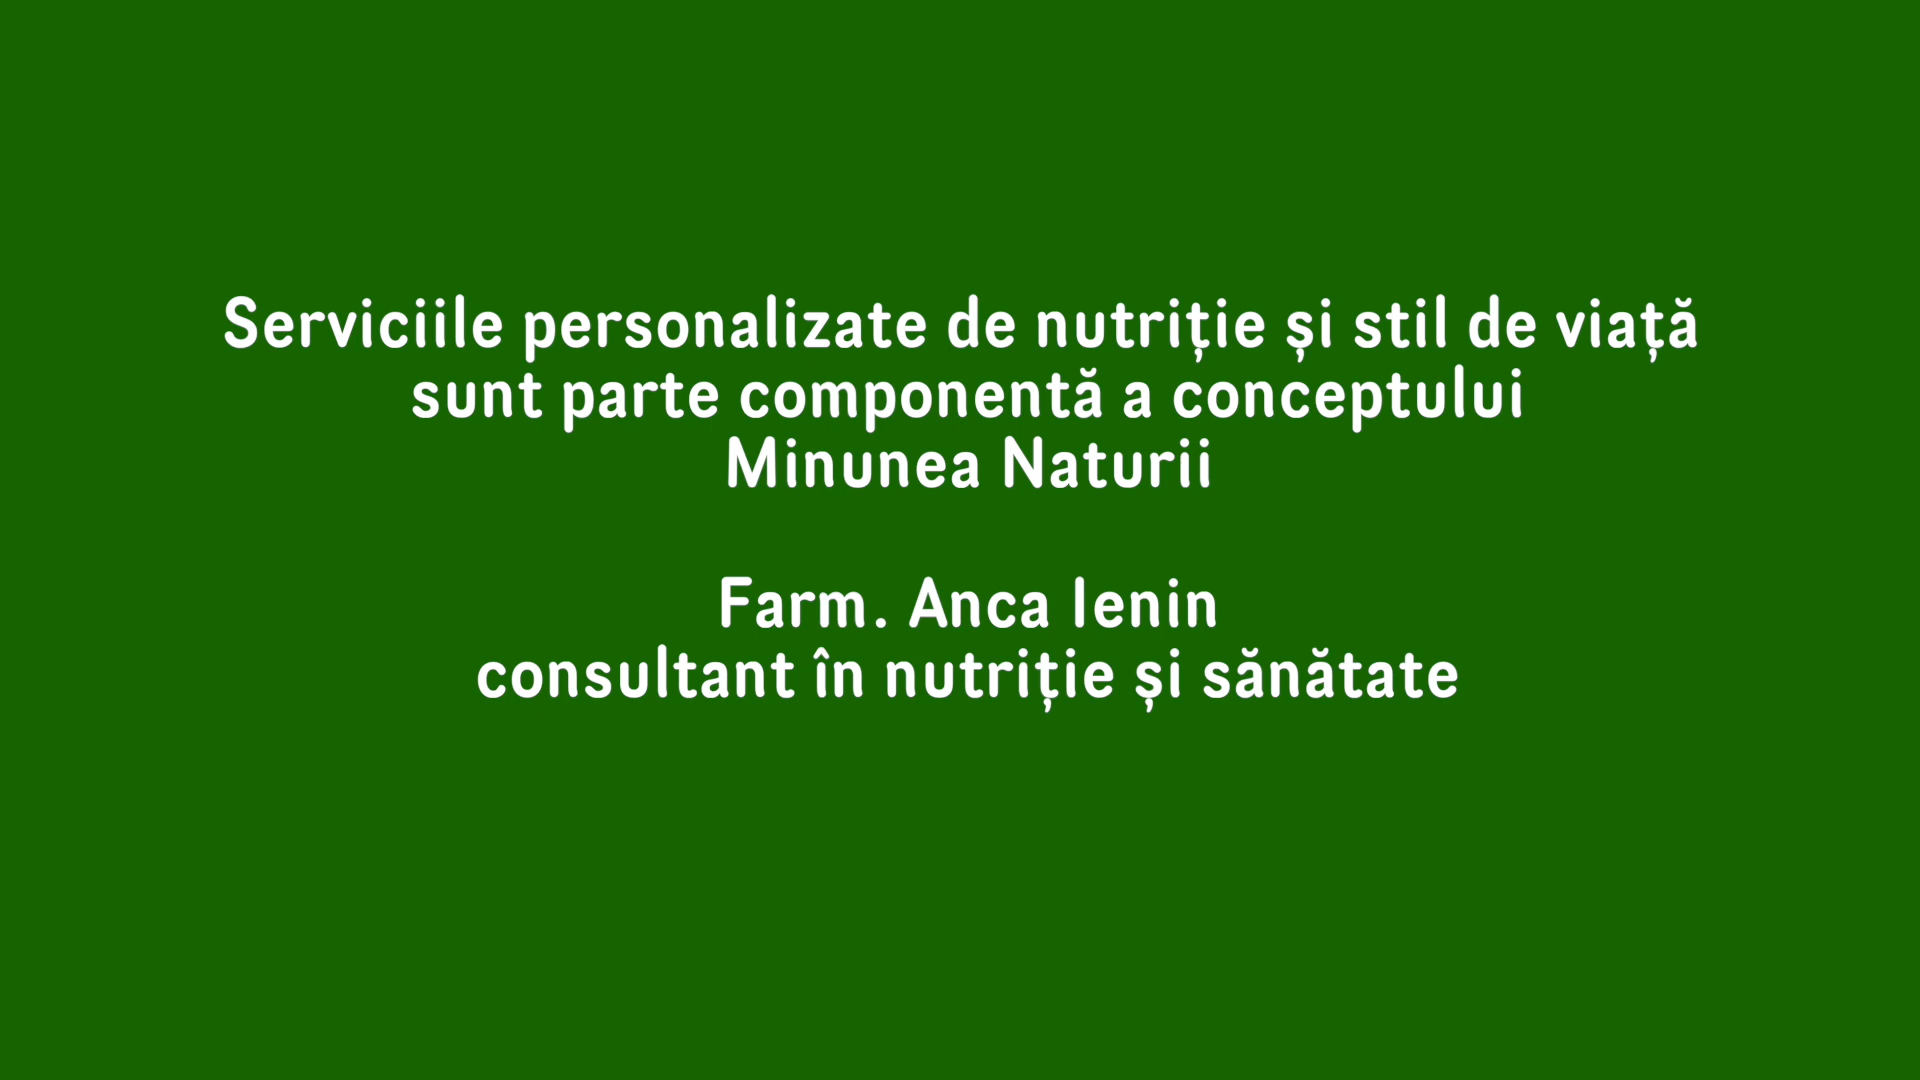 Serviciile personalizate de nutriție și stil de viață
sunt parte componentă a conceptului
Minunea Naturii
Farm. Anca Ienin
consultant în nutriție și sănătate